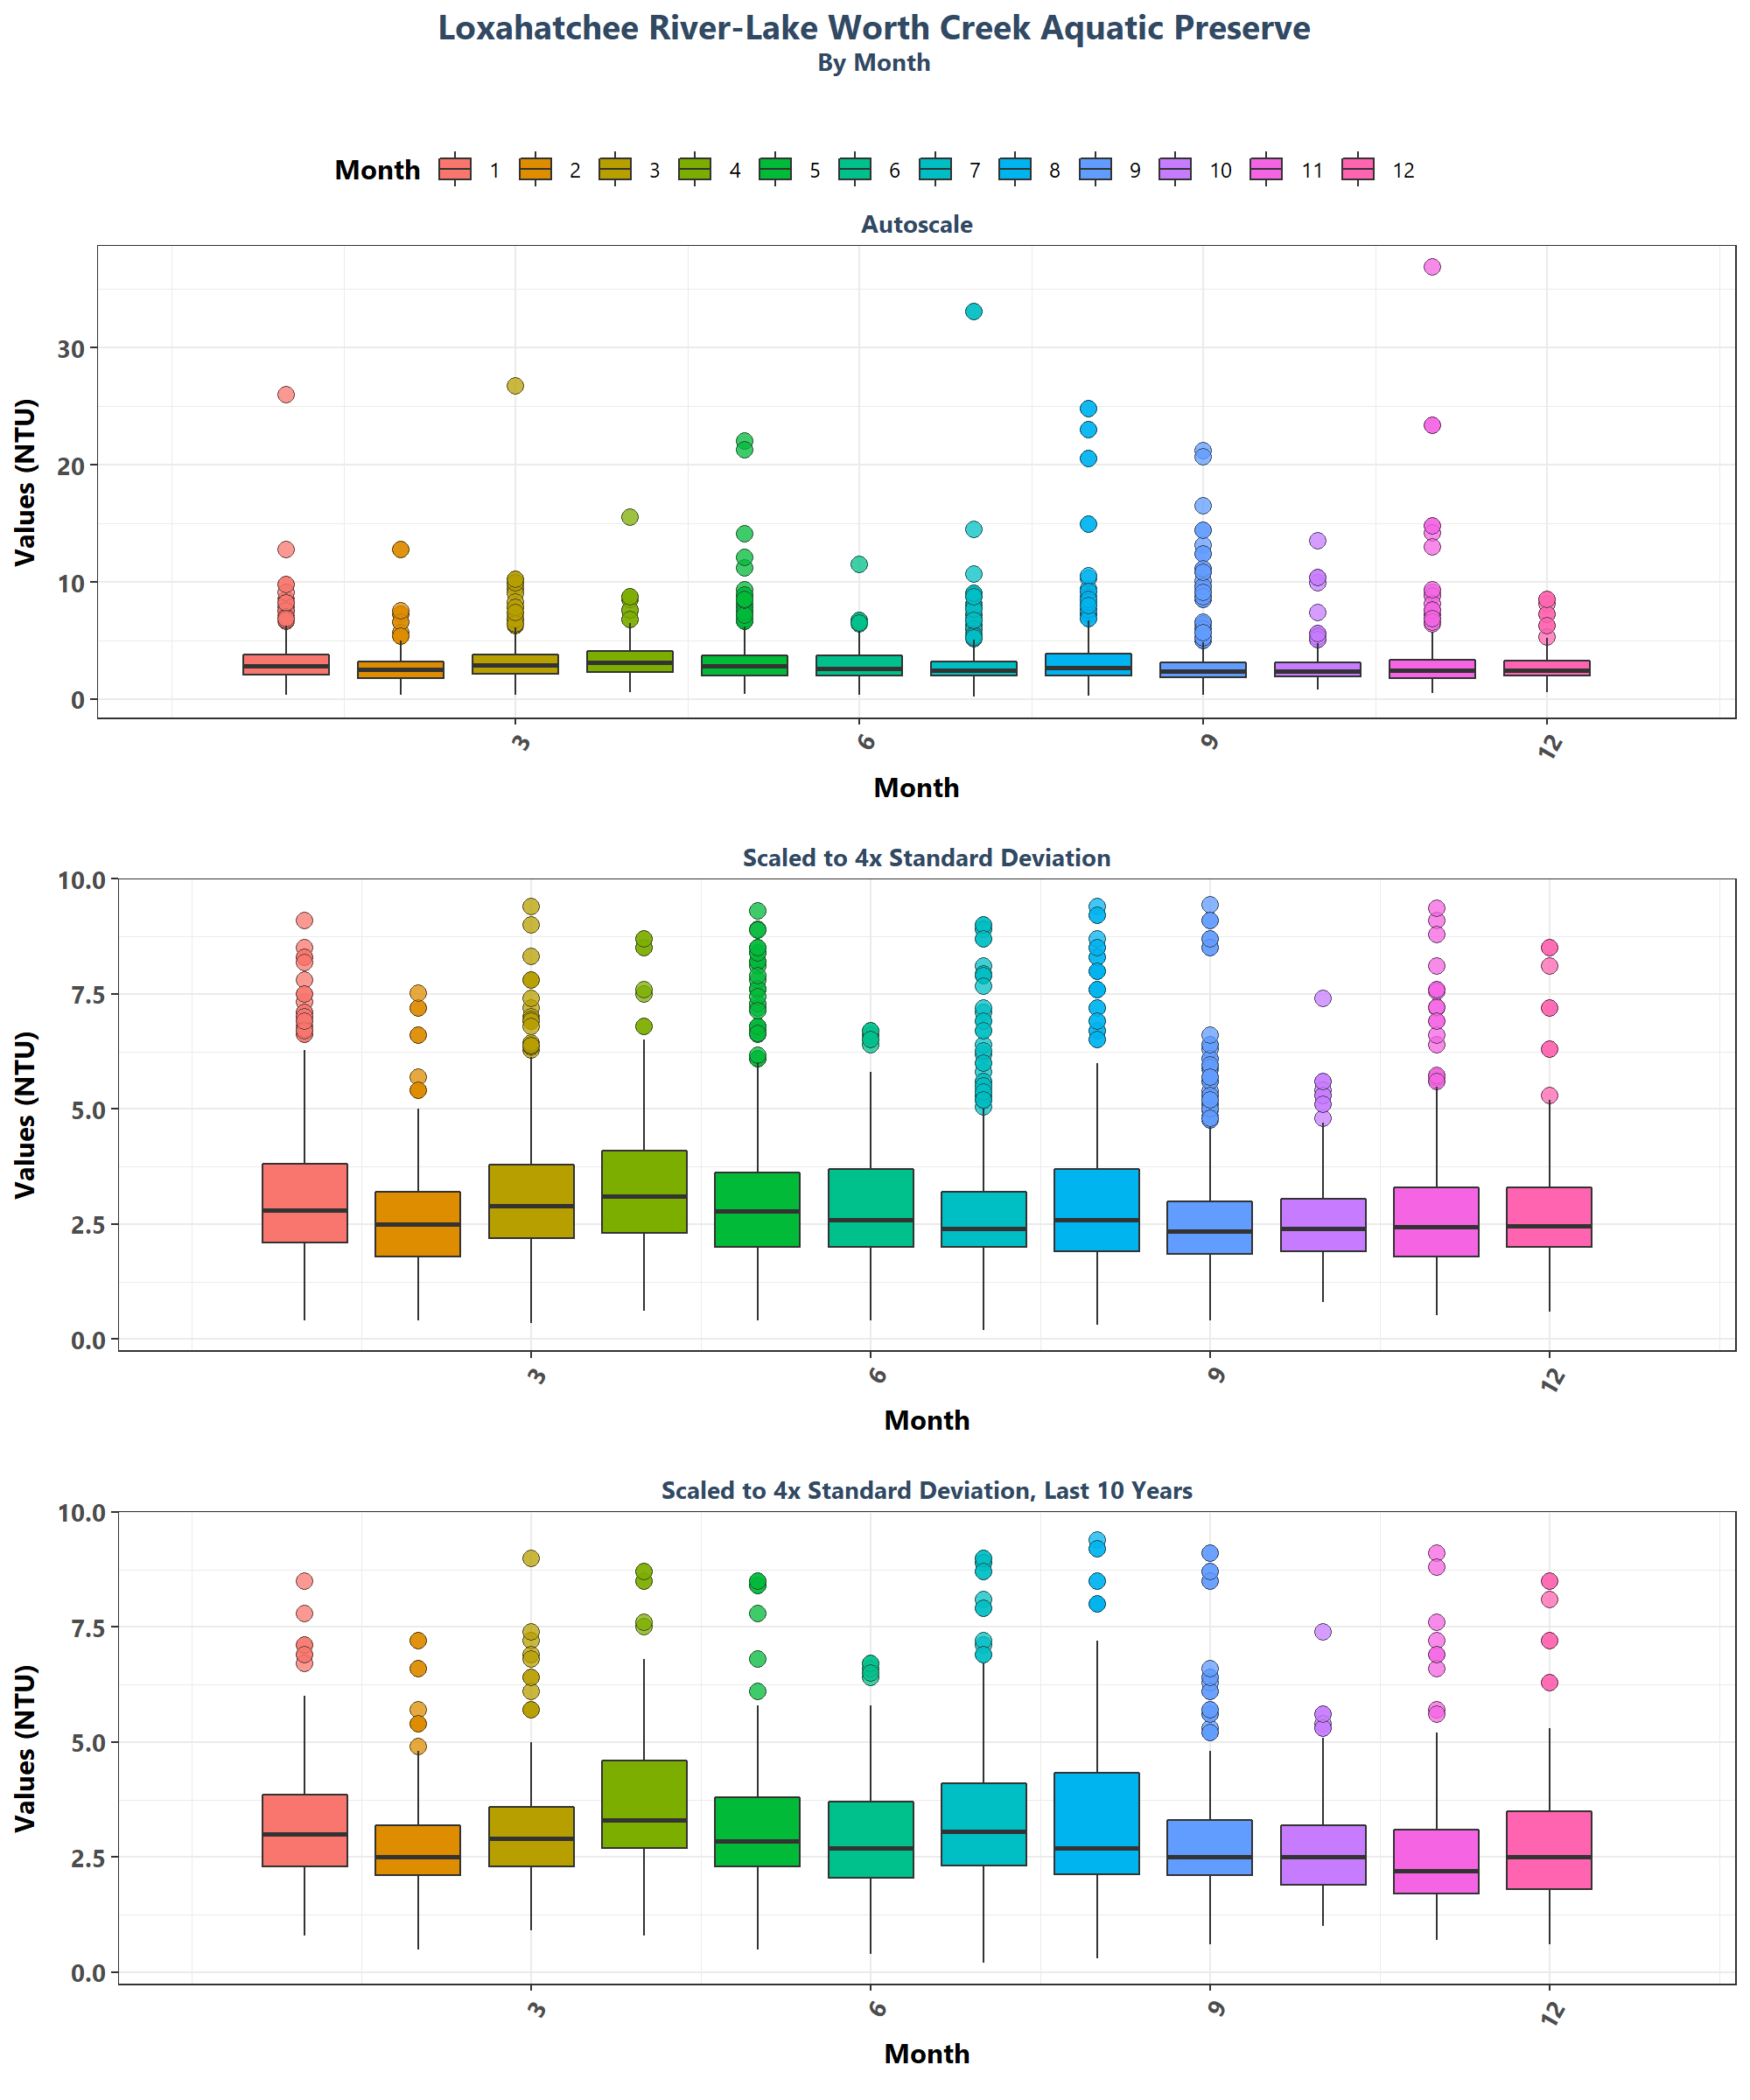 Loxahatchee River-Lake Worth Creek Aquatic Preserve
By Month
Month 1 2 3 4 5 6 7 8 9 10 11 12
Autoscale
Values (NTU)
30
20
10
0
3 6 9 12
Month
Scaled to 4x Standard Deviation
Values (NTU)
10.0
7.5
5.0
2.5
0.0
3 6 9 12
Month
Scaled to 4x Standard Deviation, Last 10 Years
Values (NTU)
10.0
7.5
5.0
2.5
0.0
3 6 9 12
Month